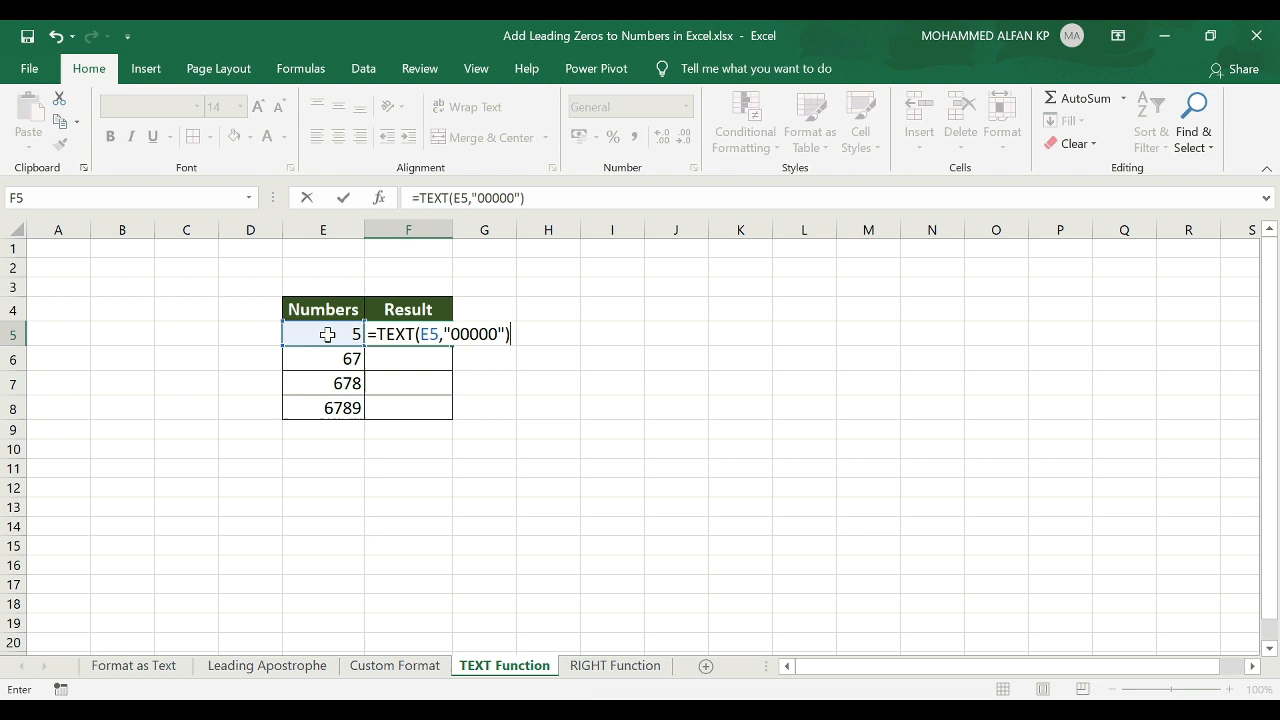 Add Leading Zeros to Numbers in Excel.xlsx - Excel
MOHAMMED ALFAN KP
MA
File Home Insert Page Layout Formulas Data Review View Help Power Pivot Tell me what you want to do
Share
Paste
14
A A
B I U
A
Wrap Text
Merge & Center
General
% ,
Conditional
Formatting
Format as
Table
Cell
Styles
Insert
Delete
Format
AutoSum
Fill
Clear
Sort &
Filter
Find &
Select
Clipboard Font Alignment Number Styles Cells Editing
F5
fx
=TEXT(E5,"00000")
A B C D E F G H I J K L M N O P Q R S
1
2
3
4 Numbers Result
5 5 =TEXT(E5,"00000")
6 67
7 678
8 6789
9
10
11
12
13
14
15
16
17
18
19
20
Format as Text Leading Apostrophe Custom Format TEXT Function RIGHT Function
Enter
100%